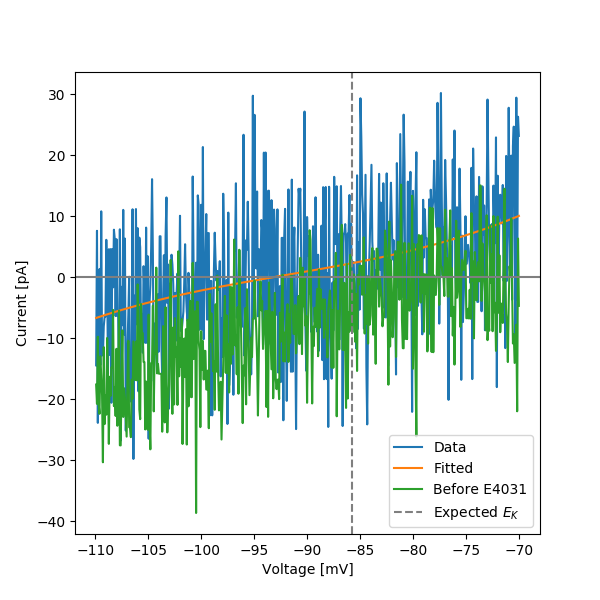 30
20
10
0
−10
−20
−30
−40
Current [pA]
−110 −105 −100 −95 −90 −85 −80 −75 −70
Voltage [mV]
Data
Fitted
Before E4031
Expected $E_K$